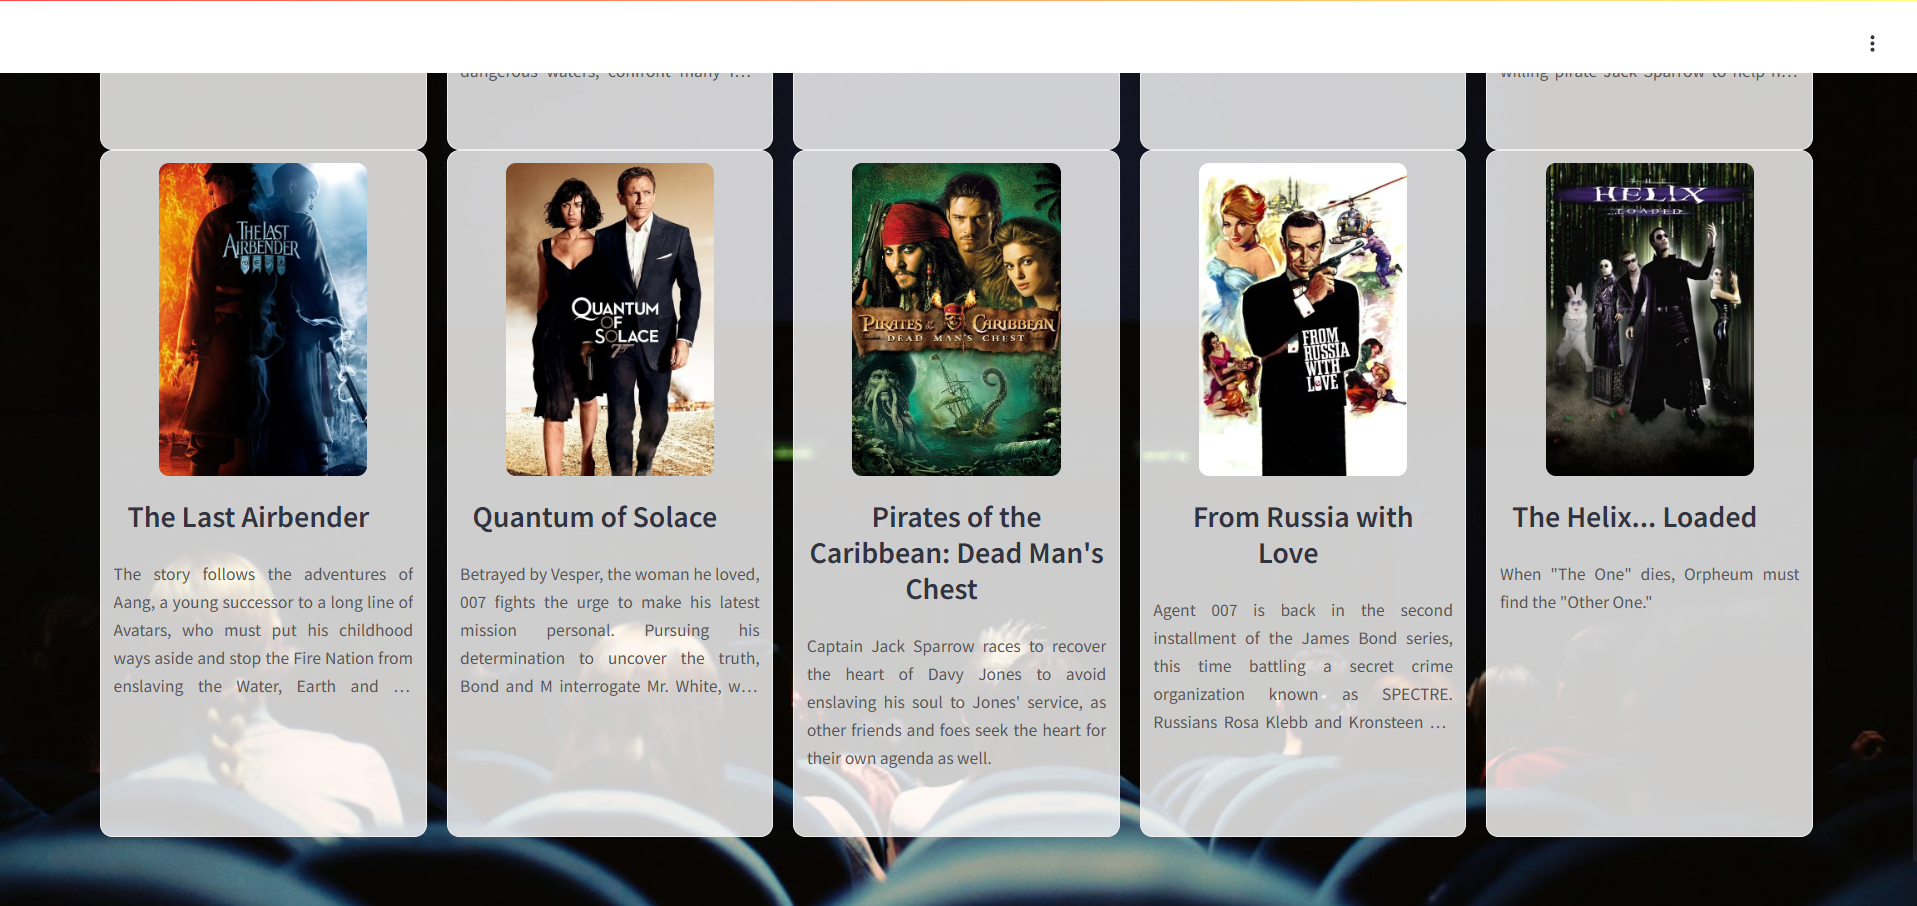 dangerous waters, confront many f...
willing pirate Jack Sparrow to help h...
THE LAST
AIRBENDER
QUANTUM
OF
SOLACE
007
PIRATES of the CARIBBEAN
DEAD MAN'S CHEST
FROM
RUSSIA
WITH
LOVE
THE
HELIX
...LOADED
The Last Airbender
The story follows the adventures of
Aang, a young successor to a long line of
Avatars, who must put his childhood
ways aside and stop the Fire Nation from
enslaving the Water, Earth and ...
Quantum of Solace
Betrayed by Vesper, the woman he loved,
007 fights the urge to make his latest
mission personal. Pursuing his
determination to uncover the truth,
Bond and M interrogate Mr. White, w...
Pirates of the
Caribbean: Dead Man's
Chest
Captain Jack Sparrow races to recover
the heart of Davy Jones to avoid
enslaving his soul to Jones' service, as
other friends and foes seek the heart for
their own agenda as well.
From Russia with
Love
Agent 007 is back in the second
installment of the James Bond series,
this time battling a secret crime
organization known as SPECTRE.
Russians Rosa Klebb and Kronsteen ...
The Helix... Loaded
When "The One" dies, Orpheum must
find the "Other One."